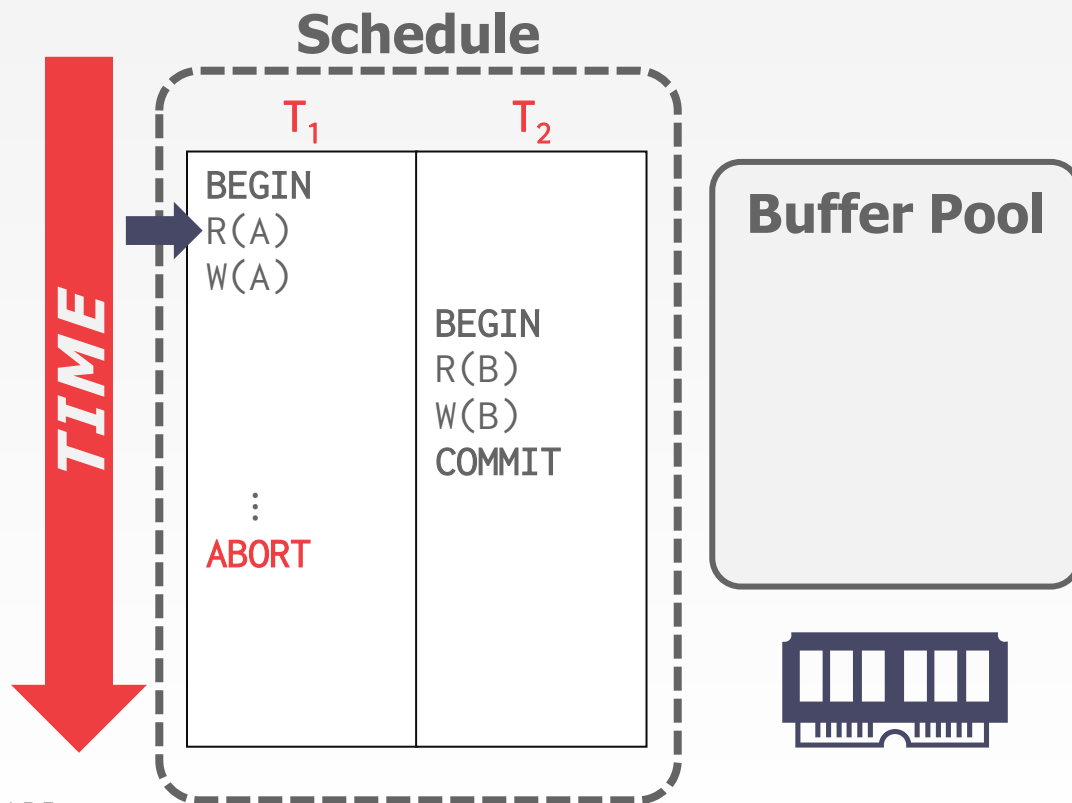 Schedule
T₁ T₂
BEGIN
R(A)
W(A)
BEGIN
R(B)
W(B)
COMMIT
⋮
ABORT
TIME
Buffer Pool